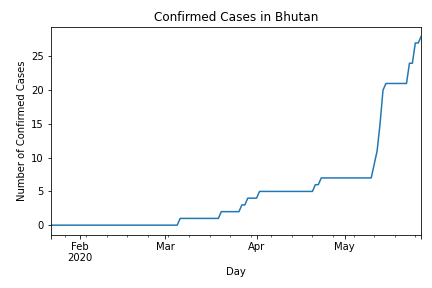 Confirmed Cases in Bhutan
Number of Confirmed Cases
25
20
15
10
5
0
Feb
2020
Mar
Apr
May
Day